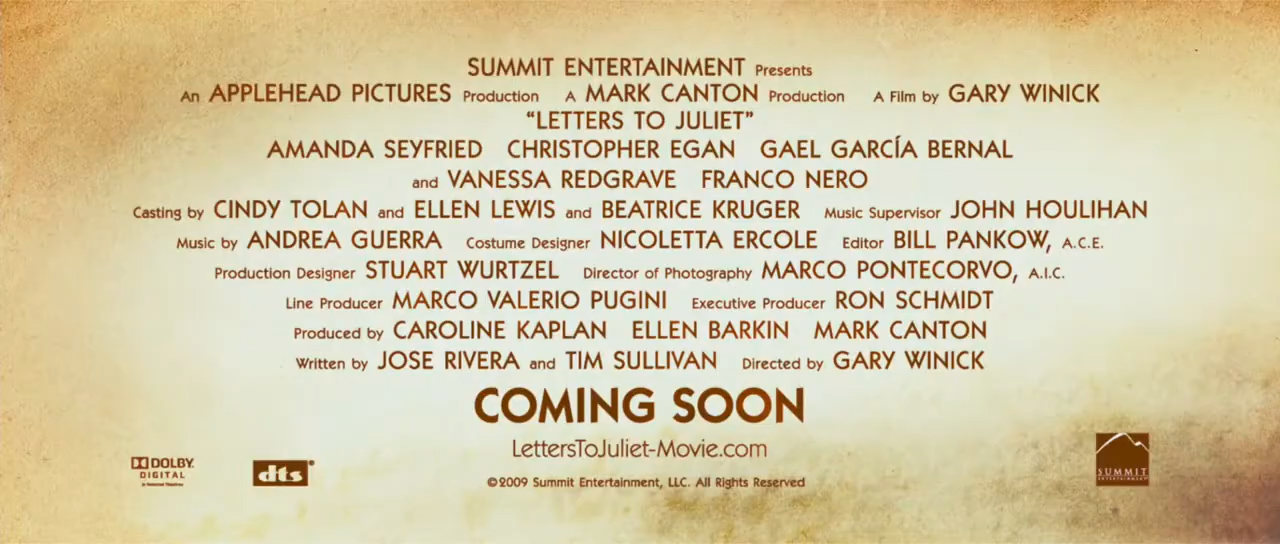 SUMMIT ENTERTAINMENT Presents
An APPLEHEAD PICTURES Production A MARK CANTON Production A Film by GARY WINICK
"LETTERS TO JULIET"
AMANDA SEYFRIED CHRISTOPHER EGAN GAEL GARCÍA BERNAL
and VANESSA REDGRAVE FRANCO NERO
Casting by CINDY TOLAN and ELLEN LEWIS and BEATRICE KRUGER Music Supervisor JOHN HOULIHAN
Music by ANDREA GUERRA Costume Designer NICOLETTA ERCOLE Editor BILL PANKOW, A.C.E.
Production Designer STUART WURTZEL Director of Photography MARCO PONTECORVO, A.I.C.
Line Producer MARCO VALERIO PUGINI Executive Producer RON SCHMIDT
Produced by CAROLINE KAPLAN ELLEN BARKIN MARK CANTON
Written by JOSE RIVERA and TIM SULLIVAN Directed by GARY WINICK
COMING SOON
LettersToJuliet-Movie.com
DOLBY
DIGITAL
In Selected Theatres
dts®
©2009 Summit Entertainment, LLC. All Rights Reserved
SUMMIT
ENTERTAINMENT